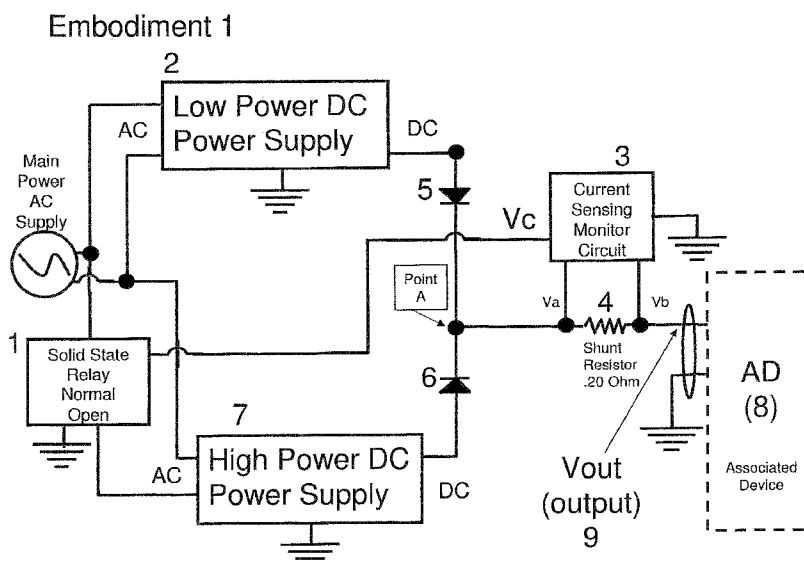 Embodiment 1
2
Low Power DC
Power Supply
AC
DC
Main
Power
AC
Supply
5
3
Current
Sensing
Monitor
Circuit
Vc
Point
A
Va
4
Vb
Shunt
Resistor
.20 Ohm
1
Solid State
Relay
Normal
Open
6
7
High Power DC
Power Supply
AC
DC
Vout
(output)
9
AD
(8)
Associated
Device